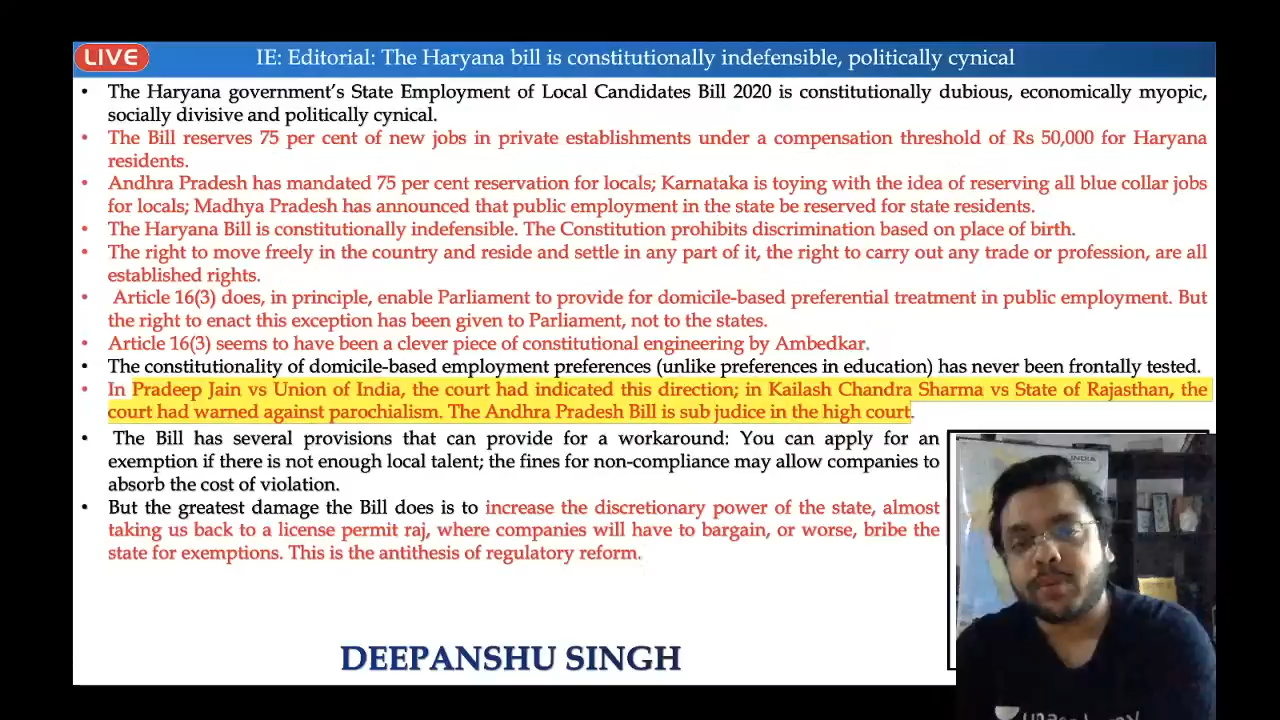 LIVE
IE: Editorial: The Haryana bill is constitutionally indefensible, politically cynical
• The Haryana government's State Employment of Local Candidates Bill 2020 is constitutionally dubious, economically myopic,
socially divisive and politically cynical.
• The Bill reserves 75 per cent of new jobs in private establishments under a compensation threshold of Rs 50,000 for Haryana
residents.
• Andhra Pradesh has mandated 75 per cent reservation for locals; Karnataka is toying with the idea of reserving all blue collar jobs
for locals; Madhya Pradesh has announced that public employment in the state be reserved for state residents.
• The Haryana Bill is constitutionally indefensible. The Constitution prohibits discrimination based on place of birth.
• The right to move freely in the country and reside and settle in any part of it, the right to carry out any trade or profession, are all
established rights.
• Article 16(3) does, in principle, enable Parliament to provide for domicile-based preferential treatment in public employment. But
the right to enact this exception has been given to Parliament, not to the states.
• Article 16(3) seems to have been a clever piece of constitutional engineering by Ambedkar.
• The constitutionality of domicile-based employment preferences (unlike preferences in education) has never been frontally tested.
• In Pradeep Jain vs Union of India, the court had indicated this direction; in Kailash Chandra Sharma vs State of Rajasthan, the
court had warned against parochialism. The Andhra Pradesh Bill is sub judice in the high court.
• The Bill has several provisions that can provide for a workaround: You can apply for an
exemption if there is not enough local talent; the fines for non-compliance may allow companies to
absorb the cost of violation.
• But the greatest damage the Bill does is to increase the discretionary power of the state, almost
taking us back to a license permit raj, where companies will have to bargain, or worse, bribe the
state for exemptions. This is the antithesis of regulatory reform.
INDIA
DEEPANSHU SINGH